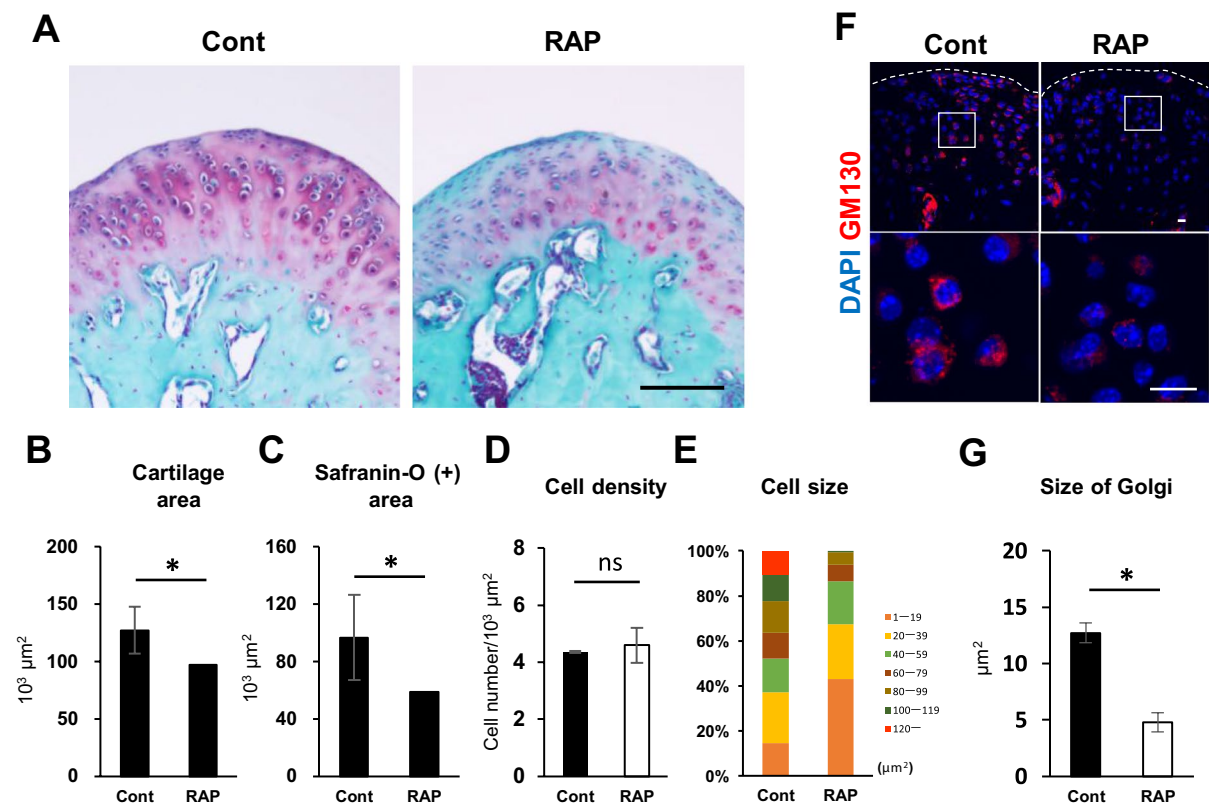 A
Cont
RAP
F
Cont
RAP
DAPI GM130
B
Cartilage
area
200
150
100
50
0
10³ μm²
*
Cont
RAP
C
Safranin-O (+)
area
160
120
80
40
0
10³ μm²
*
Cont
RAP
D
Cell density
8
6
4
2
0
Cell number/10³ μm²
ns
Cont
RAP
E
Cell size
100%
80%
60%
40%
20%
0%
Cont
RAP
1—19
20—39
40—59
60—79
80—99
100—119
120—
(μm²)
G
Size of Golgi
20
15
10
5
0
μm²
*
Cont
RAP